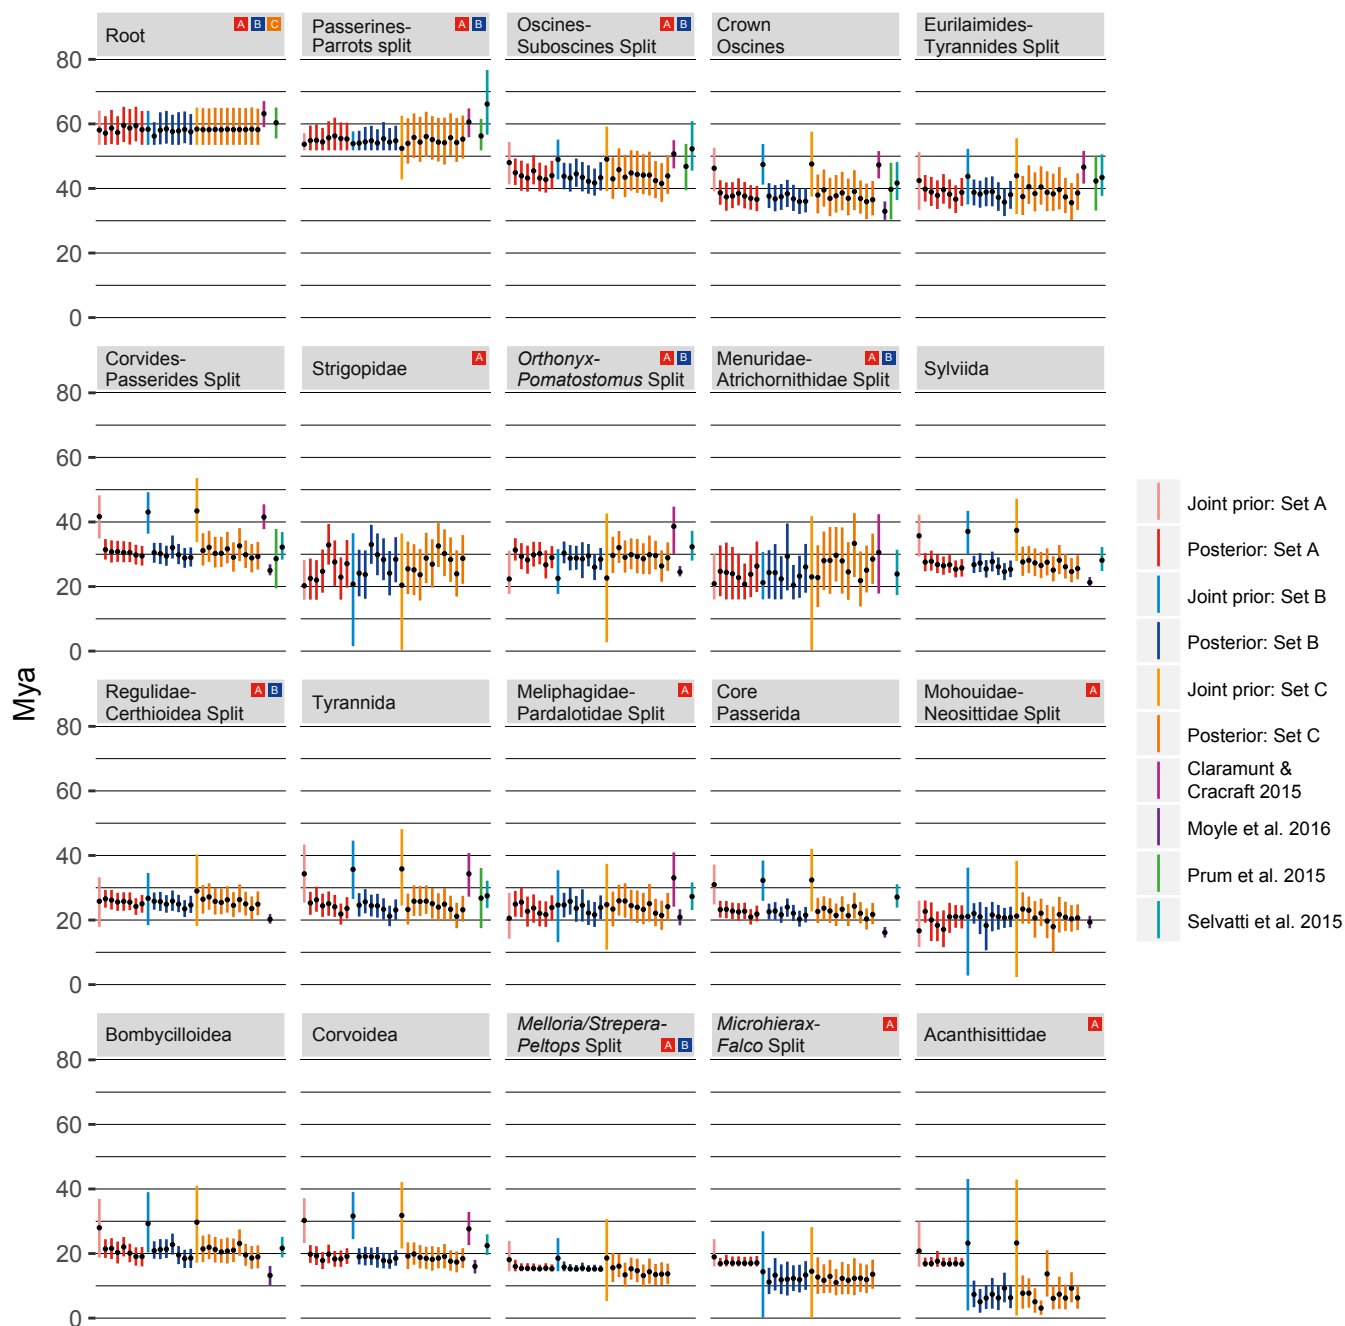 Root A B C
Passerines-
Parrots split A B
Oscines-
Suboscines Split A B
Crown
Oscines
Eurilaimides-
Tyrannides Split
80
60
40
20
0
Corvides-
Passerides Split
Strigopidae A
Orthonyx-
Pomatostomus Split A B
Menuridae-
Atrichornithidae Split A B
Sylviida
80
60
40
20
0
Mya
Regulidae-
Certhioidea Split A B
Tyrannida
Meliphagidae-
Pardalotidae Split A
Core
Passerida
Mohouidae-
Neosittidae Split A
80
60
40
20
0
Bombycilloidea
Corvoidea
Melloria/Strepera-
Peltops Split A B
Microhierax-
Falco Split A
Acanthisittidae A
80
60
40
20
0
Joint prior: Set A
Posterior: Set A
Joint prior: Set B
Posterior: Set B
Joint prior: Set C
Posterior: Set C
Claramunt &
Cracraft 2015
Moyle et al. 2016
Prum et al. 2015
Selvatti et al. 2015